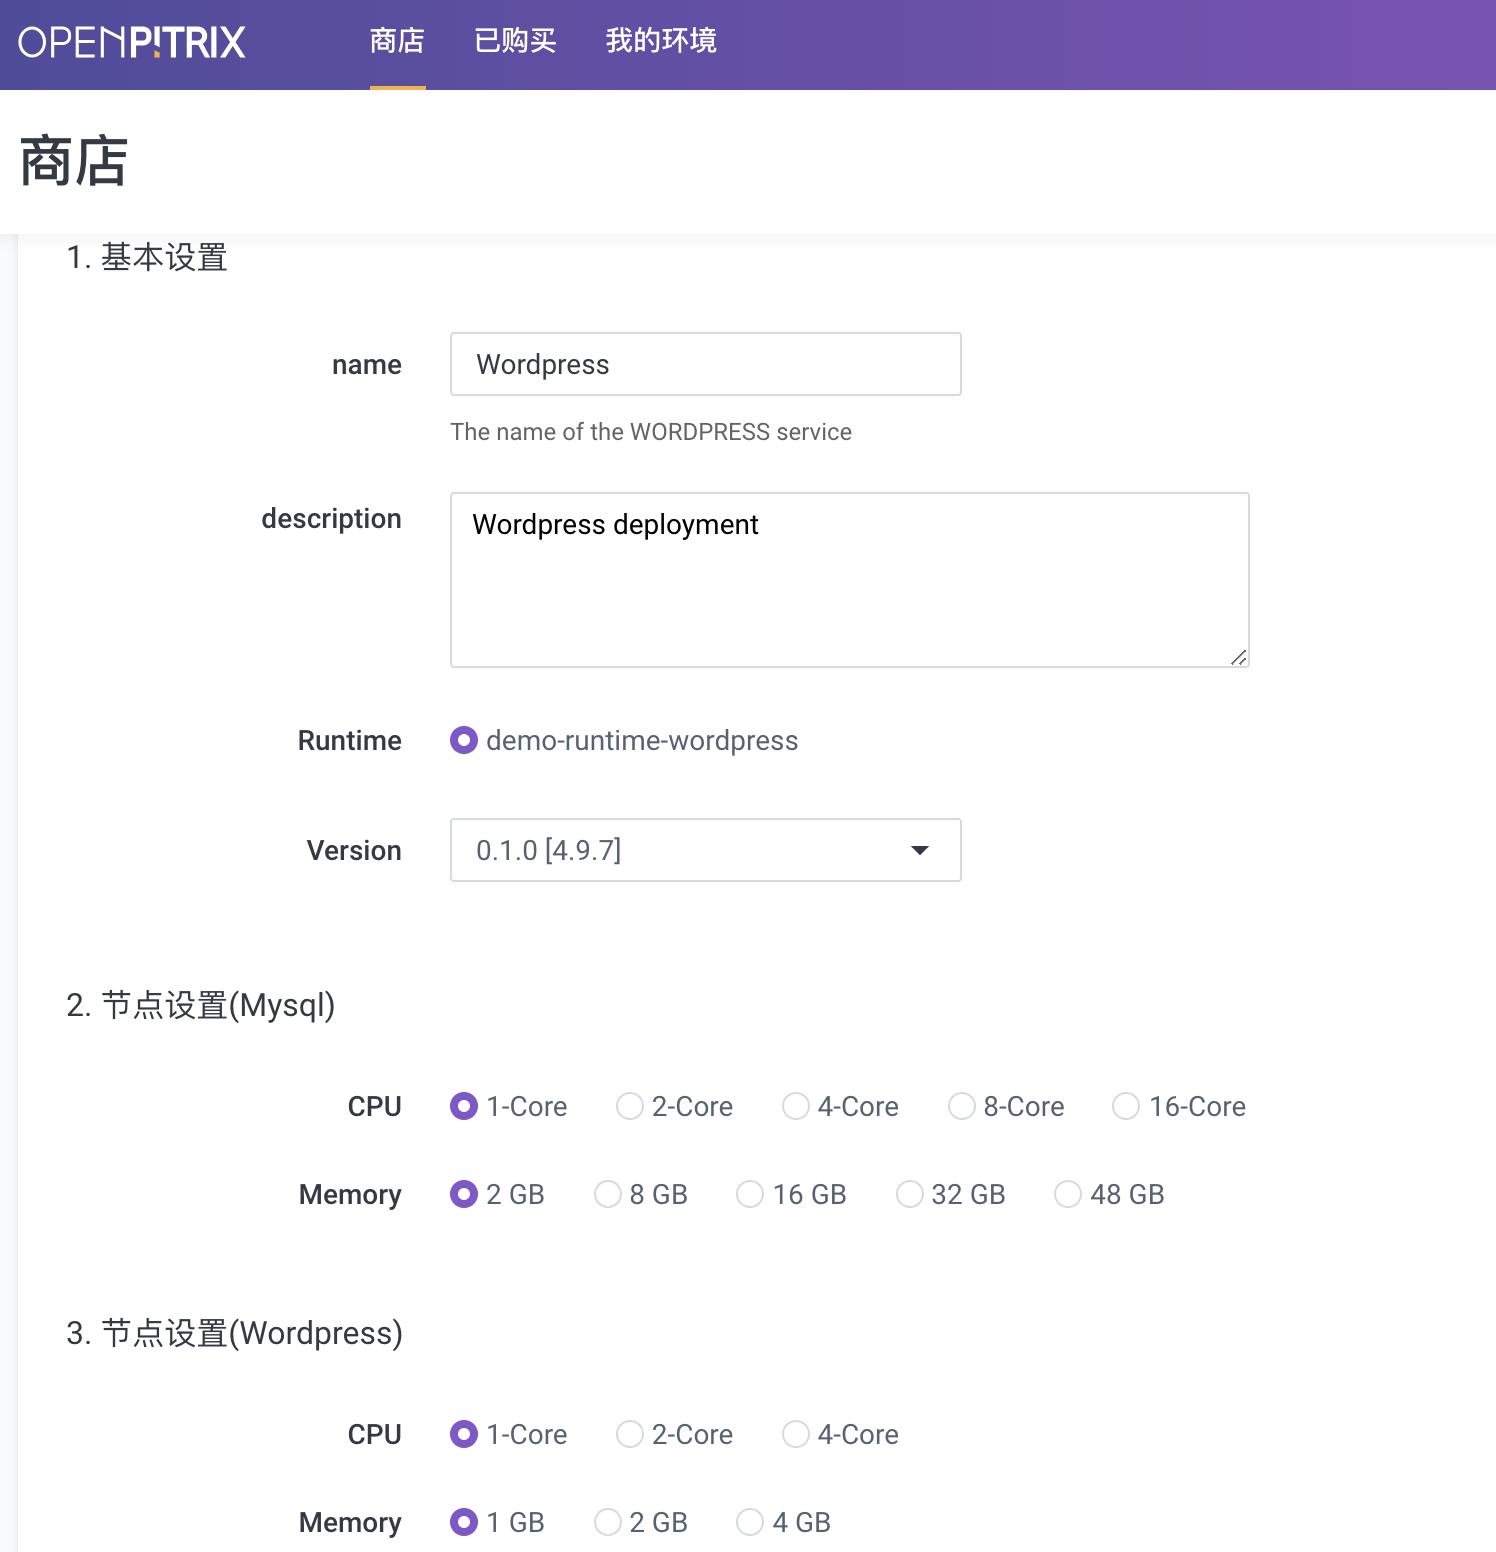 OPENPITRIX 商店 已购买 我的环境
商店
1. 基本设置
name Wordpress
The name of the WORDPRESS service
description Wordpress deployment
Runtime demo-runtime-wordpress
Version 0.1.0 [4.9.7]
2. 节点设置(Mysql)
CPU 1-Core 2-Core 4-Core 8-Core 16-Core
Memory 2 GB 8 GB 16 GB 32 GB 48 GB
3. 节点设置(Wordpress)
CPU 1-Core 2-Core 4-Core
Memory 1 GB 2 GB 4 GB